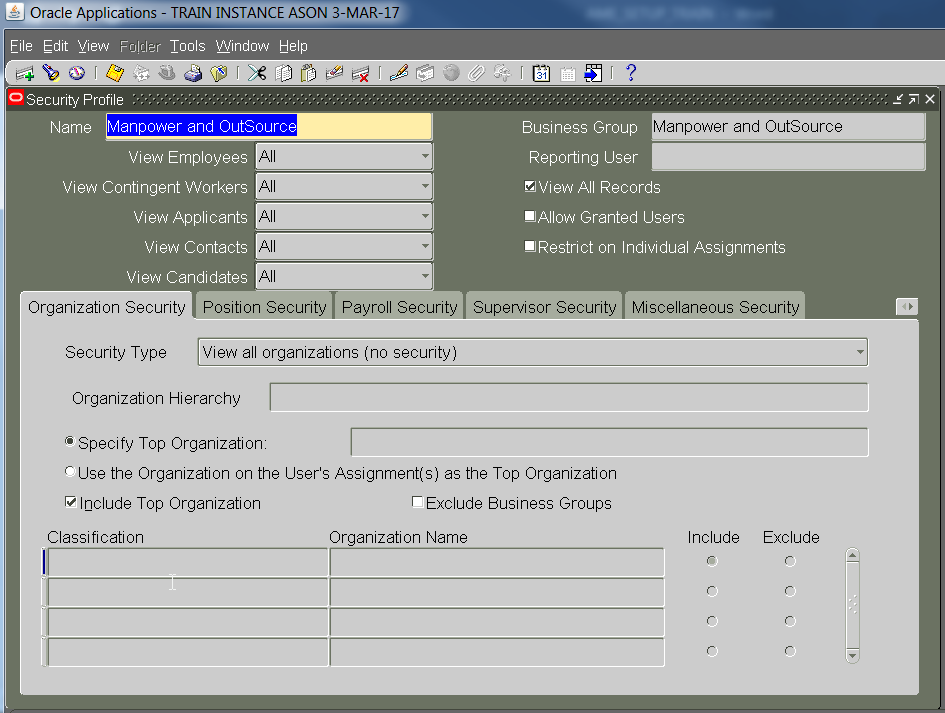 Oracle Applications - TRAIN INSTANCE ASON 3-MAR-17
File Edit View Folder Tools Window Help
Security Profile
Name Manpower and OutSource Business Group Manpower and OutSource
View Employees All Reporting User
View Contingent Workers All View All Records
View Applicants All Allow Granted Users
View Contacts All Restrict on Individual Assignments
View Candidates All
Organization Security Position Security Payroll Security Supervisor Security Miscellaneous Security
Security Type View all organizations (no security)
Organization Hierarchy
Specify Top Organization:
Use the Organization on the User's Assignment(s) as the Top Organization
Include Top Organization Exclude Business Groups
Classification Organization Name Include Exclude